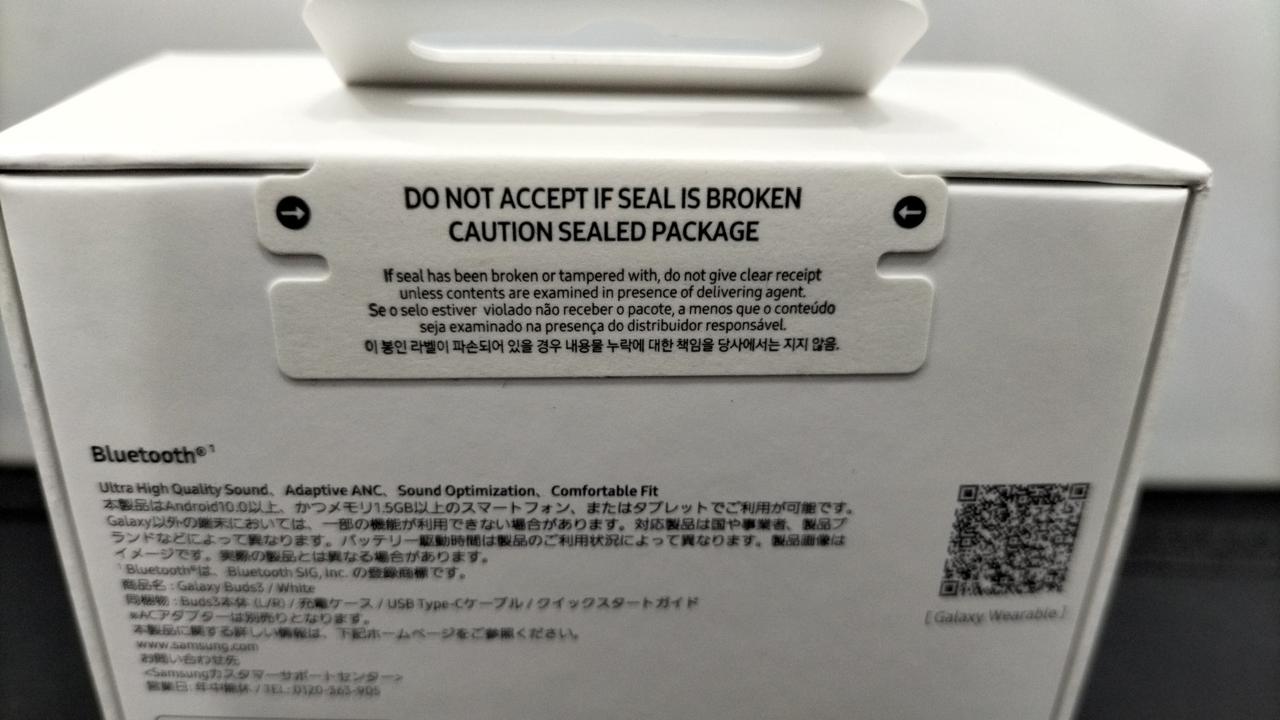 DO NOT ACCEPT IF SEAL IS BROKEN
CAUTION SEALED PACKAGE
If seal has been broken or tampered with, do not give clear receipt
unless contents are examined in presence of delivering agent.
Se o selo estiver violado não receber o pacote, a menos que o conteúdo
seja examinado na presença do distribuidor responsável.
이 봉인 라벨이 파손되어 있을 경우 내용물 누락에 대한 책임을 당사에서는 지지 않음.
Bluetooth®¹
Ultra High Quality Sound、Adaptive ANC、Sound Optimization、Comfortable Fit
本製品はAndroid10.0以上、かつメモリ1.5GB以上のスマートフォン、またはタブレットでご利用が可能です。
Galaxy以外の端末においては、一部の機能が利用できない場合があります。対応製品は国や事業者、製品ブ
ランドなどによって異なります。バッテリー駆動時間は製品のご利用状況によって異なります。製品画像は
イメージです。実際の製品とは異なる場合があります。
¹ Bluetooth®は、Bluetooth SIG, Inc. の登録商標です。
商品名 : Galaxy Buds3 / White
同梱物 : Buds3本体 (L/R) / 充電ケース / USB Type-Cケーブル / クイックスタートガイド
※ACアダプターは別売りとなります。
本製品に関する詳しい情報は、下記ホームページをご参照ください。
www.samsung.com
お問い合わせ先
<Samsungカスタマーサポートセンター>
営業日: 年中無休 / TEL: 0120-363-905
[ Galaxy Wearable ]